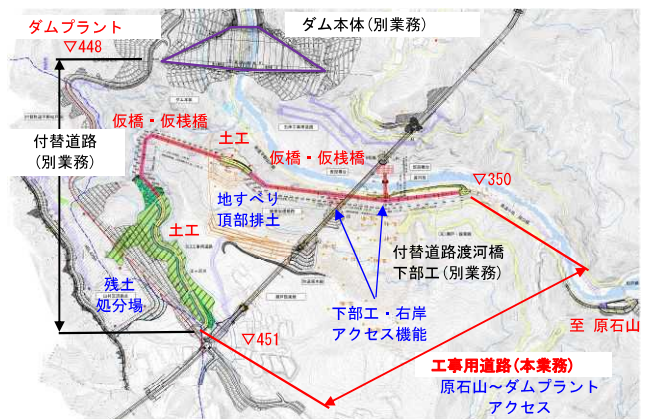 ダムプラント
▽448
ダム本体(別業務)
付替道路
(別業務)
仮橋・仮桟橋
土工
仮橋・仮桟橋
▽350
地すべり
頂部排土
土工
付替道路渡河橋
下部工(別業務)
残土
処分場
下部工・右岸
アクセス機能
▽451
至 原石山
工事用道路(本業務)
原石山～ダムプラント
アクセス